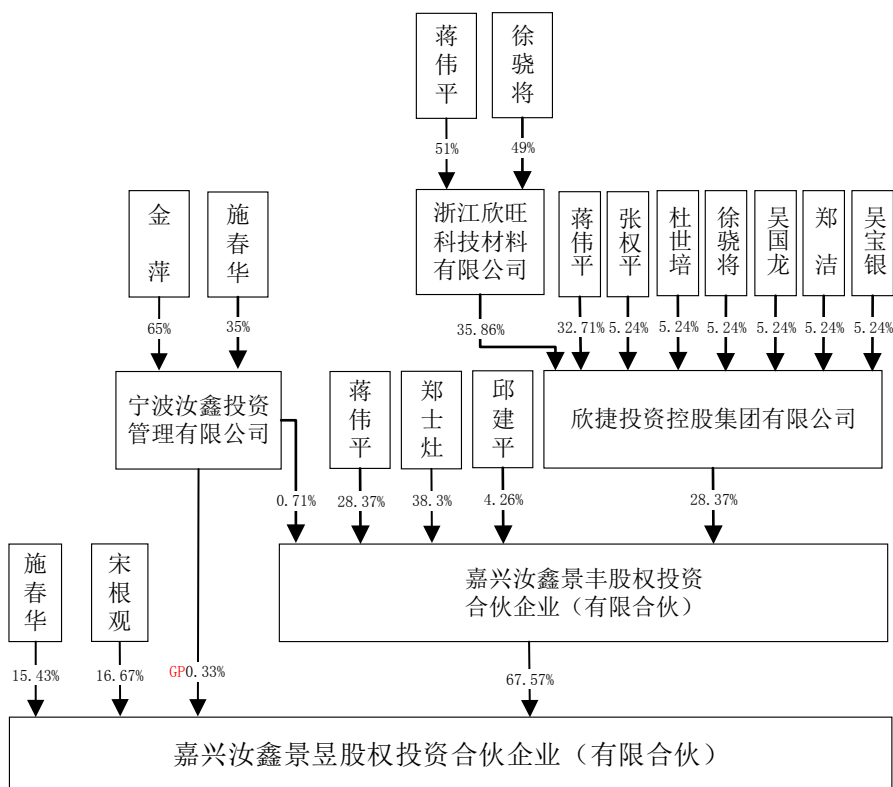 蒋伟平
徐骁将
51%
49%
金萍
施春华
浙江欣旺
科技材料
有限公司
蒋伟平
张权平
杜世培
徐骁将
吴国龙
郑洁
吴宝银
65%
35%
35.86%
32.71%
5.24%
5.24%
5.24%
5.24%
5.24%
5.24%
宁波汝鑫投资
管理有限公司
蒋伟平
郑士灶
邱建平
欣捷投资控股集团有限公司
0.71%
28.37%
38.3%
4.26%
28.37%
施春华
宋根观
嘉兴汝鑫景丰股权投资
合伙企业（有限合伙）
15.43%
16.67%
GP0.33%
67.57%
嘉兴汝鑫景昱股权投资合伙企业（有限合伙）